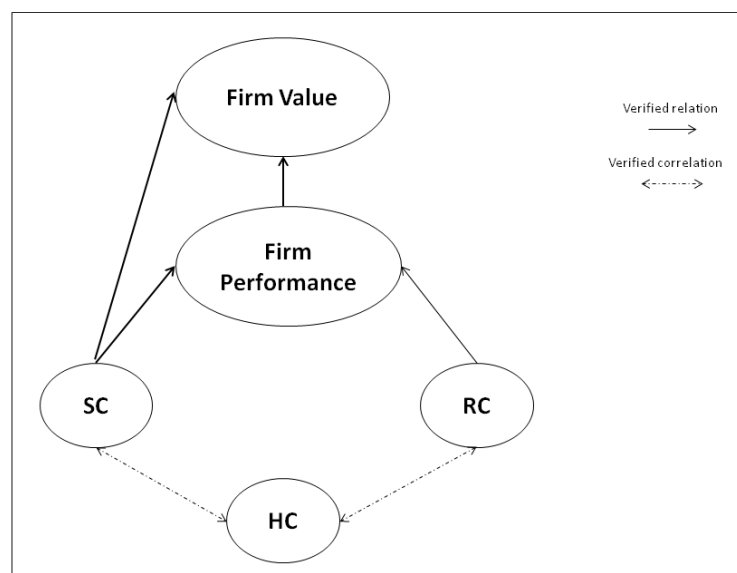 Firm Value
Verified relation
Verified correlation
Firm
Performance
SC
RC
HC